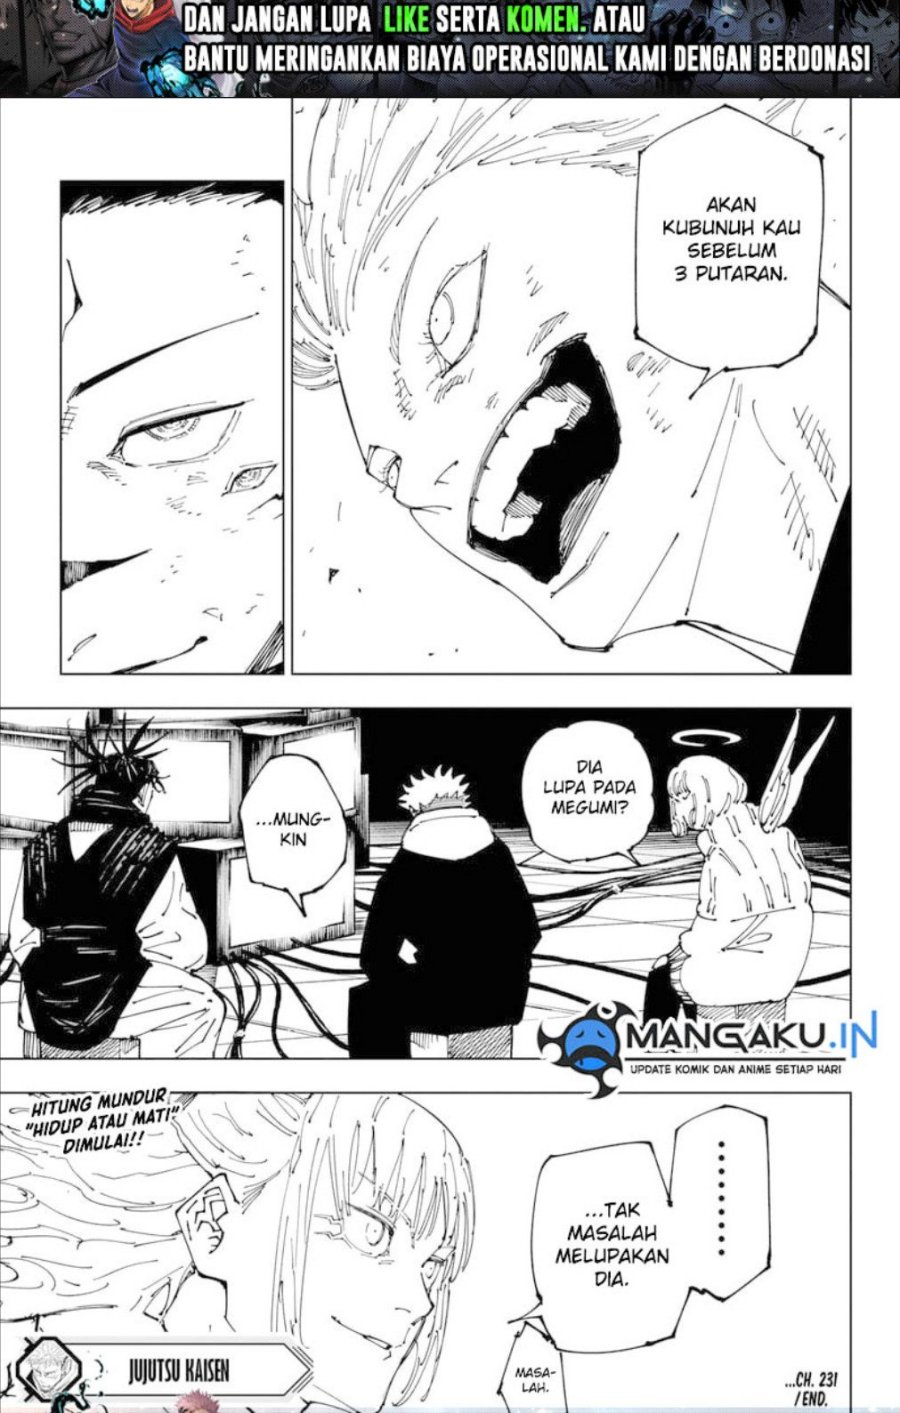 DAN JANGAN LUPA LIKE SERTA KOMEN. ATAU
BANTU MERINGANKAN BIAYA OPERASIONAL KAMI DENGAN BERDONASI
AKAN
KUBUNUH KAU
SEBELUM
3 PUTARAN.
DIA
LUPA PADA
MEGUMI?
...MUNG-
KIN
MANGAKU.IN
UPDATE KOMIK DAN ANIME SETIAP HARI
HITUNG MUNDUR
"HIDUP ATAU MATI"
DIMULAI!!
.........
...TAK
MASALAH
MELUPAKAN
DIA.
MASA-
LAH.
JUJUTSU KAISEN
...CH. 231
/END.